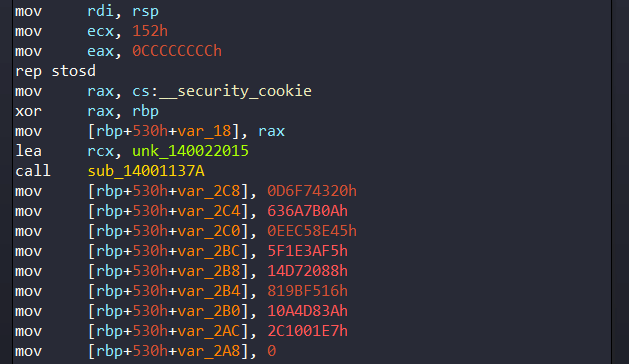 mov rdi, rsp
mov ecx, 152h
mov eax, 0CCCCCCCCh
rep stosd
mov rax, cs:__security_cookie
xor rax, rbp
mov [rbp+530h+var_18], rax
lea rcx, unk_140022015
call sub_14001137A
mov [rbp+530h+var_2C8], 0D6F74320h
mov [rbp+530h+var_2C4], 636A7B0Ah
mov [rbp+530h+var_2C0], 0EEC58E45h
mov [rbp+530h+var_2BC], 5F1E3AF5h
mov [rbp+530h+var_2B8], 14D72088h
mov [rbp+530h+var_2B4], 819BF516h
mov [rbp+530h+var_2B0], 10A4D83Ah
mov [rbp+530h+var_2AC], 2C1001E7h
mov [rbp+530h+var_2A8], 0